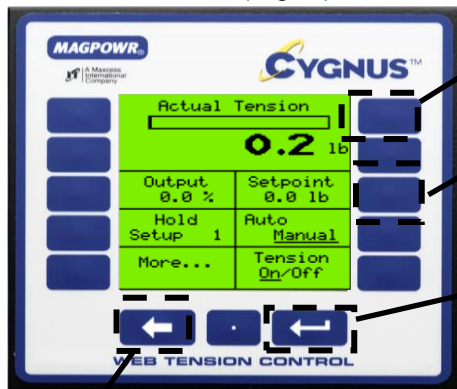 MAGPOWR®
A Maxcess
International
Company
CYGNUS™
Actual Tension
0.2 lb
Output
0.0 %
Setpoint
0.0 lb
Hold
Setup 1
Auto
Manual
More...
Tension
On/Off
WEB TENSION CONTROL